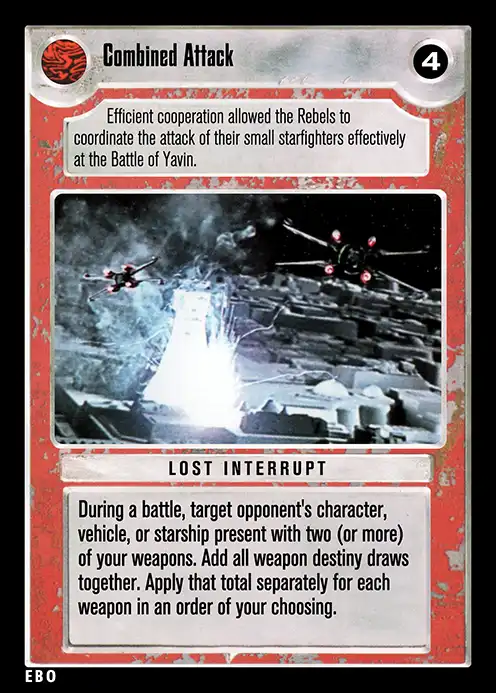 Combined Attack
4
Efficient cooperation allowed the Rebels to
coordinate the attack of their small starfighters effectively
at the Battle of Yavin.
LOST INTERRUPT
During a battle, target opponent's character,
vehicle, or starship present with two (or more)
of your weapons. Add all weapon destiny draws
together. Apply that total separately for each
weapon in an order of your choosing.
EBO